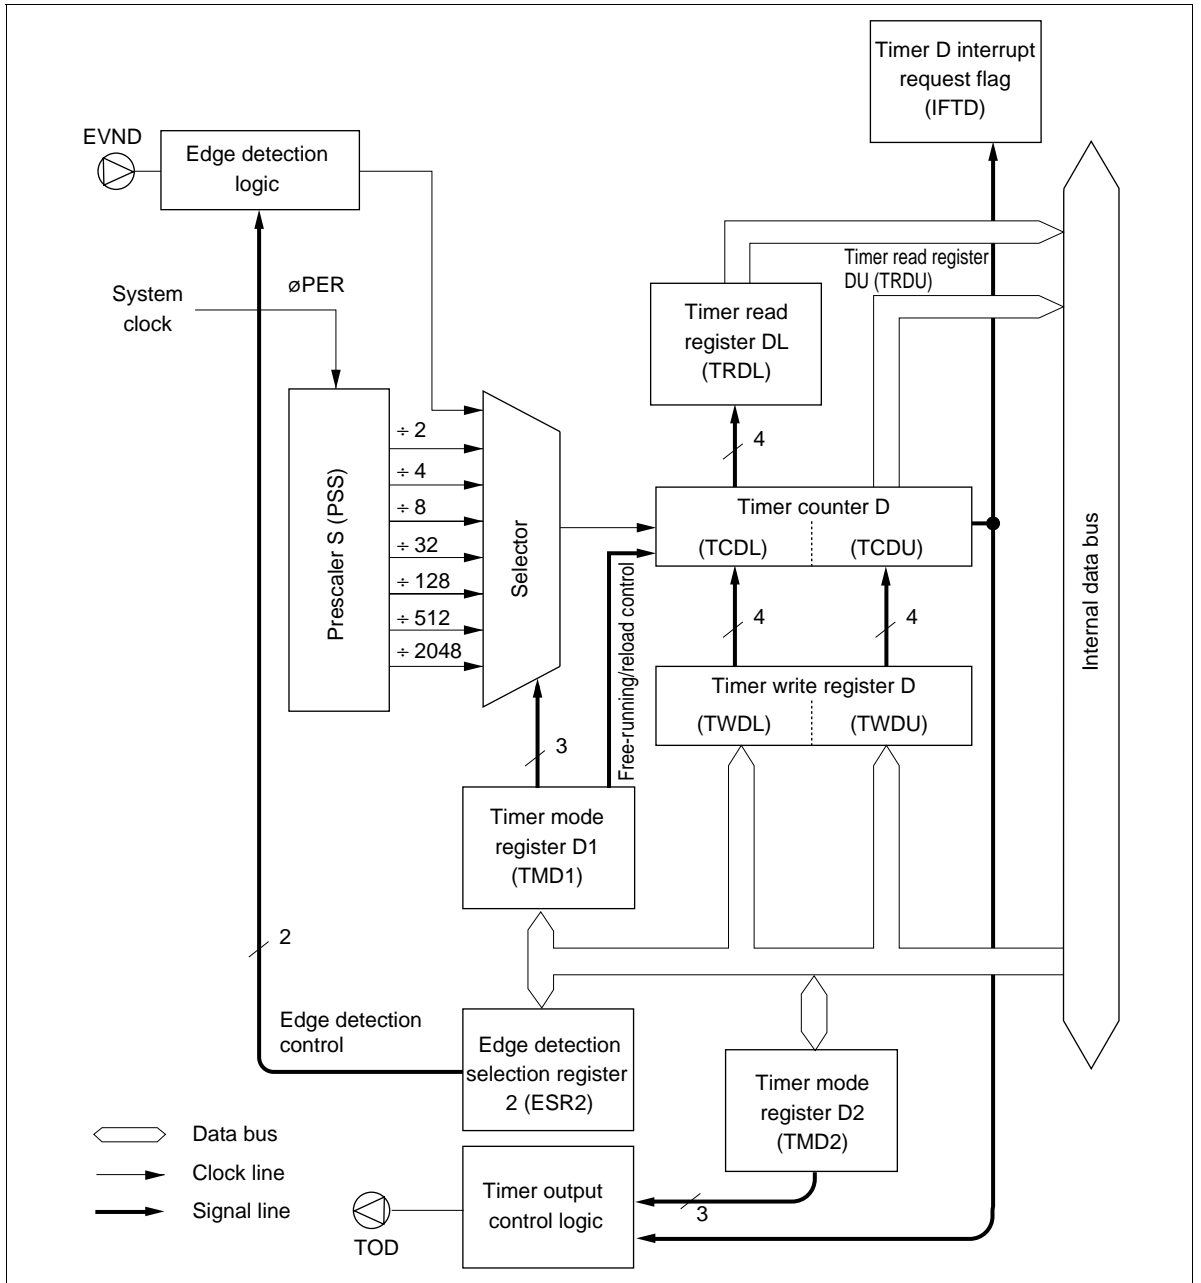 Timer D interrupt
request flag
(IFTD)
EVND
Edge detection
logic
øPER
System
clock
Timer read register
DU (TRDU)
Timer read
register DL
(TRDL)
Prescaler S (PSS)
÷ 2
÷ 4
÷ 8
÷ 32
÷ 128
÷ 512
÷ 2048
Selector
4
Timer counter D
(TCDL)
(TCDU)
4
4
Timer write register D
(TWDL)
(TWDU)
Free-running/reload control
Internal data bus
3
Timer mode
register D1
(TMD1)
2
Edge detection
control
Edge detection
selection register
2 (ESR2)
Timer mode
register D2
(TMD2)
3
Timer output
control logic
TOD
Data bus
Clock line
Signal line